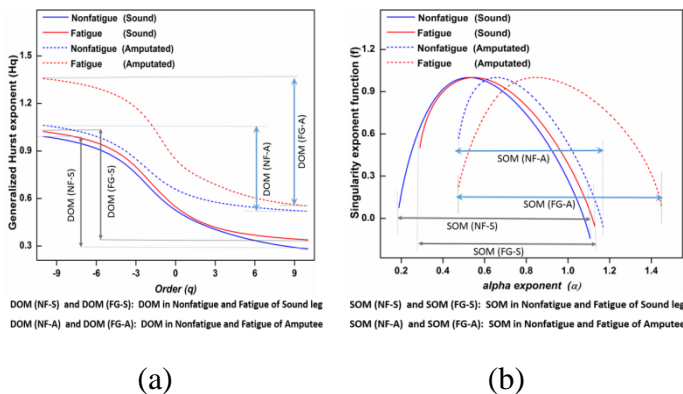 Nonfatigue (Sound)
Fatigue (Sound)
Nonfatigue (Amputated)
Fatigue (Amputated)
Generalized Hurst exponent (Hq)
1.5
1.2
0.9
0.6
0.3
DOM (NF-S)
DOM (FG-S)
DOM (NF-A)
DOM (FG-A)
-9 -6 -3 0 3 6 9
Order (q)
DOM (NF-S) and DOM (FG-S): DOM in Nonfatigue and Fatigue of Sound leg
DOM (NF-A) and DOM (FG-A): DOM in Nonfatigue and Fatigue of Amputee
(a)
Nonfatigue (Sound)
Fatigue (Sound)
Nonfatigue (Amputated)
Fatigue (Amputated)
Singularity exponent function (f)
1.2
0.9
0.6
0.3
0.0
SOM (NF-A)
SOM (FG-A)
SOM (NF-S)
SOM (FG-S)
0.2 0.4 0.6 0.8 1.0 1.2 1.4
alpha exponent (α)
SOM (NF-S) and SOM (FG-S): SOM in Nonfatigue and Fatigue of Sound leg
SOM (NF-A) and SOM (FG-A): SOM in Nonfatigue and Fatigue of Amputee
(b)